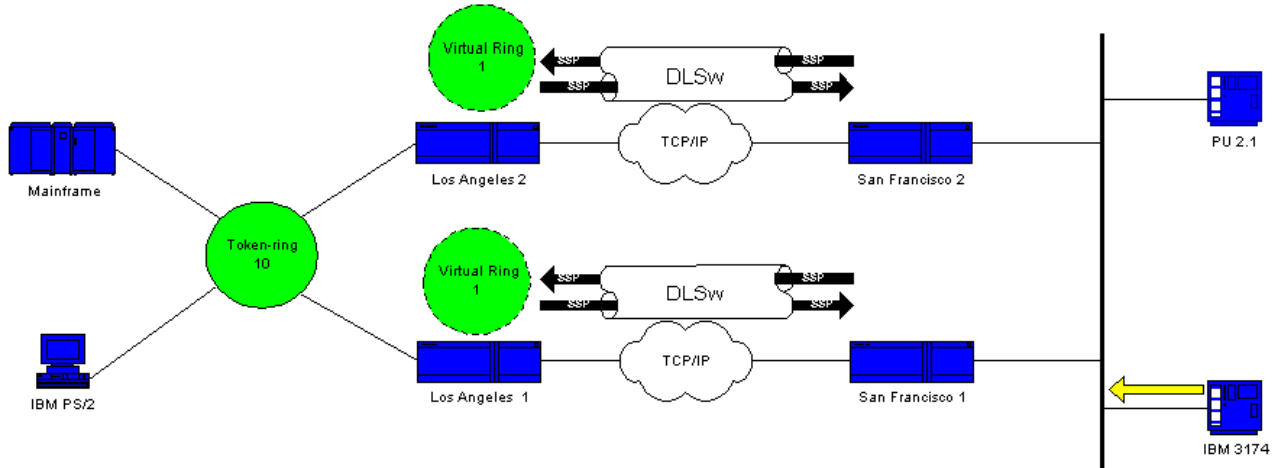 Virtual Ring
1
SSP
SSP
DLSw
SSP
SSP
Mainframe
Los Angeles 2
TCP/IP
San Francisco 2
PU 2.1
Token-ring
10
Virtual Ring
1
SSP
SSP
DLSw
SSP
SSP
IBM PS/2
Los Angeles 1
TCP/IP
San Francisco 1
IBM 3174